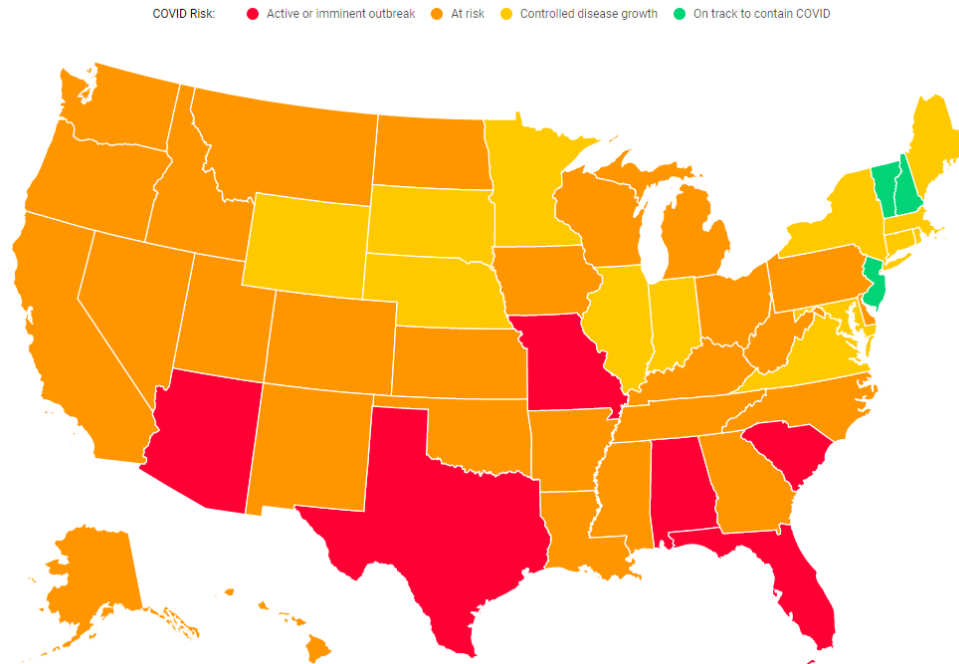 COVID Risk: Active or imminent outbreak At risk Controlled disease growth On track to contain COVID